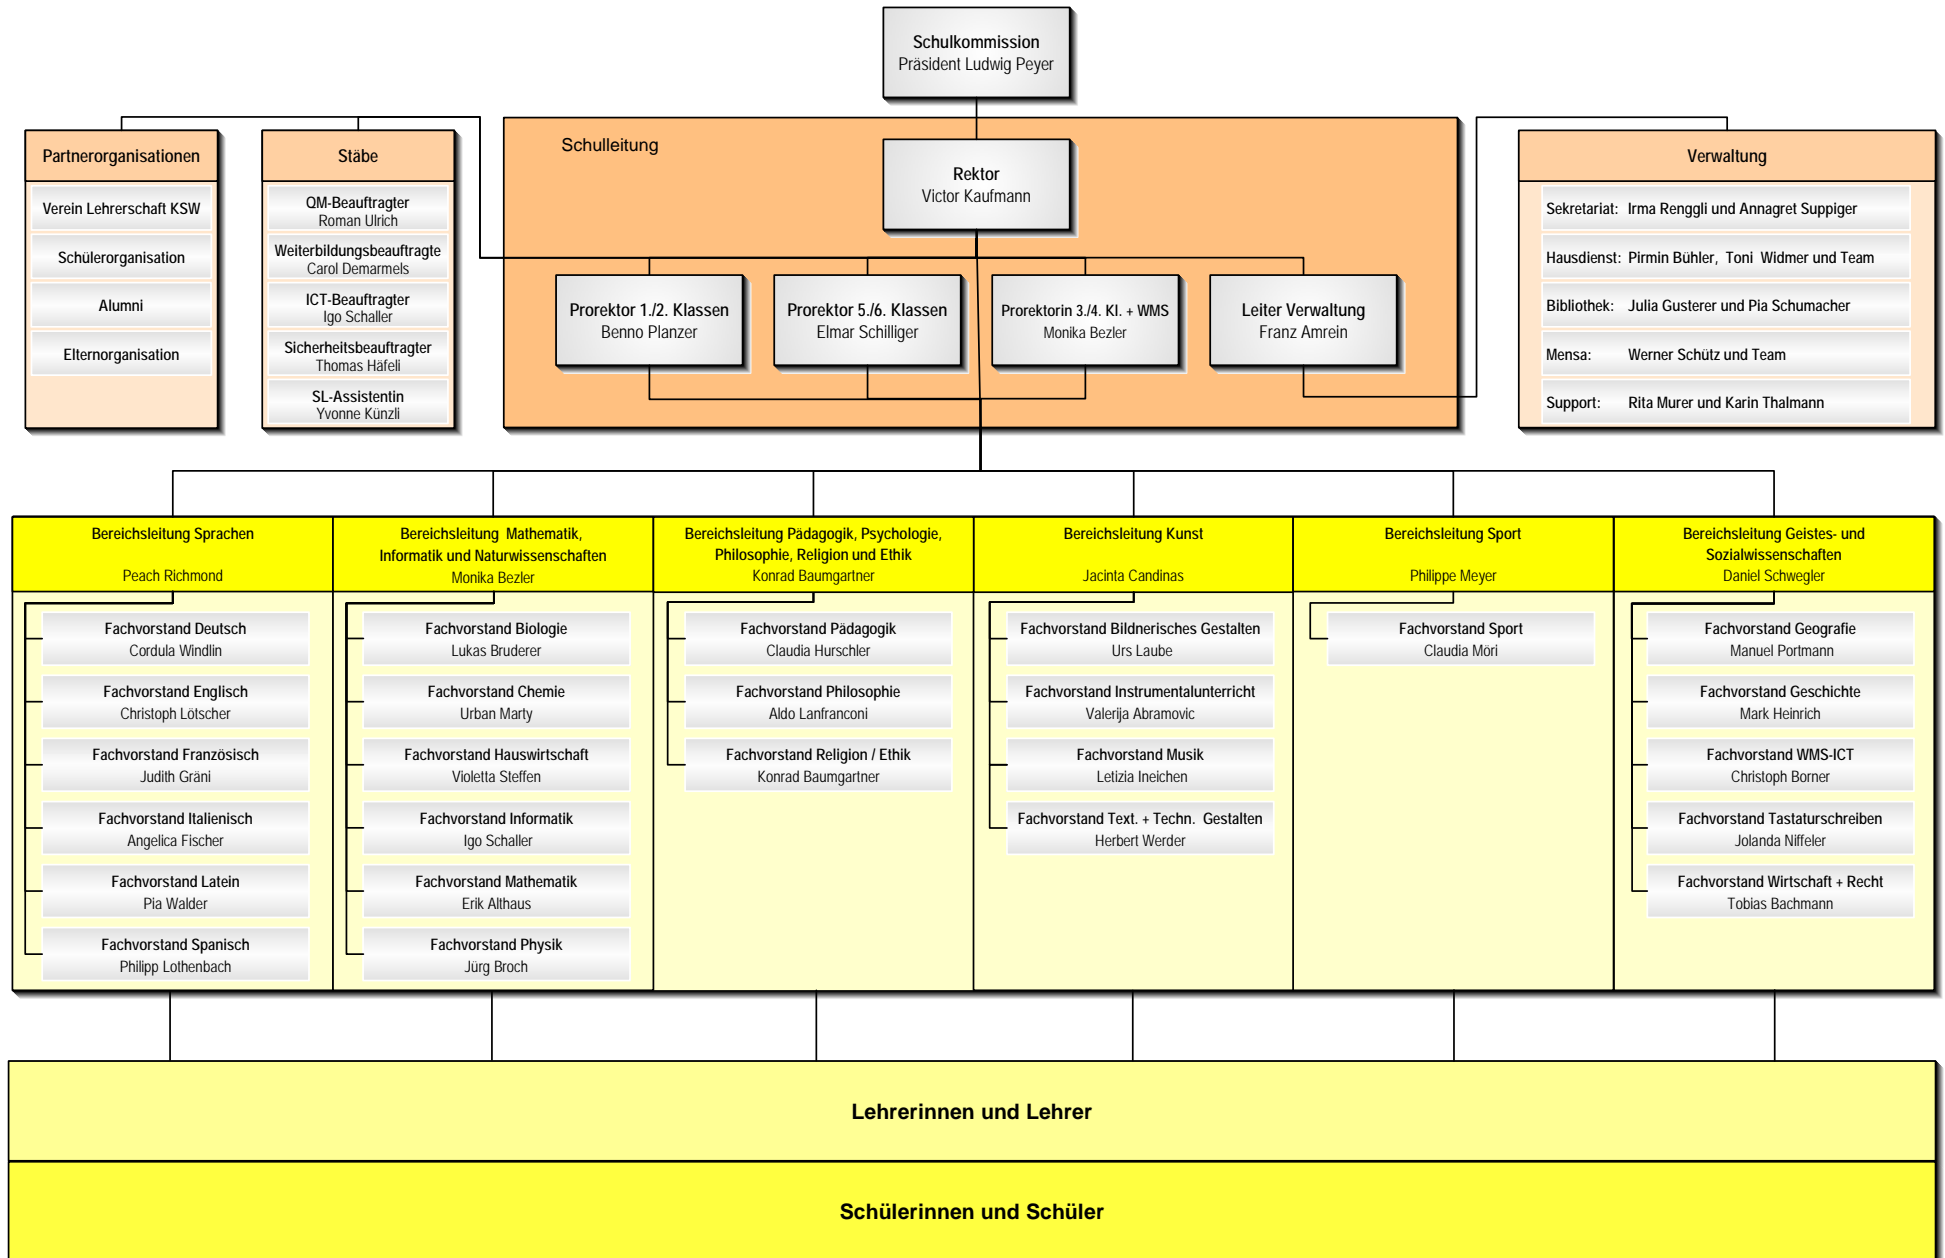 Schulkommission
Präsident Ludwig Peyer
Partnerorganisationen
Verein Lehrerschaft KSW
Schülerorganisation
Alumni
Elternorganisation
Stäbe
QM-Beauftragter
Roman Ulrich
Weiterbildungsbeauftragte
Carol Demarmels
ICT-Beauftragter
Igo Schaller
Sicherheitsbeauftragter
Thomas Häfeli
SL-Assistentin
Yvonne Künzli
Schulleitung
Rektor
Victor Kaufmann
Prorektor 1./2. Klassen
Benno Planzer
Prorektor 5./6. Klassen
Elmar Schilliger
Prorektorin 3./4. Kl. + WMS
Monika Bezler
Leiter Verwaltung
Franz Amrein
Verwaltung
Sekretariat: Irma Renggli und Annagret Suppiger
Hausdienst: Pirmin Bühler, Toni Widmer und Team
Bibliothek: Julia Gusterer und Pia Schumacher
Mensa: Werner Schütz und Team
Support: Rita Murer und Karin Thalmann
Bereichsleitung Sprachen
Peach Richmond
Fachvorstand Deutsch
Cordula Windlin
Fachvorstand Englisch
Christoph Lötscher
Fachvorstand Französisch
Judith Gräni
Fachvorstand Italienisch
Angelica Fischer
Fachvorstand Latein
Pia Walder
Fachvorstand Spanisch
Philipp Lothenbach
Bereichsleitung Mathematik,
Informatik und Naturwissenschaften
Monika Bezler
Fachvorstand Biologie
Lukas Bruderer
Fachvorstand Chemie
Urban Marty
Fachvorstand Hauswirtschaft
Violetta Steffen
Fachvorstand Informatik
Igo Schaller
Fachvorstand Mathematik
Erik Althaus
Fachvorstand Physik
Jürg Broch
Bereichsleitung Pädagogik, Psychologie,
Philosophie, Religion und Ethik
Konrad Baumgartner
Fachvorstand Pädagogik
Claudia Hurschler
Fachvorstand Philosophie
Aldo Lanfranconi
Fachvorstand Religion / Ethik
Konrad Baumgartner
Bereichsleitung Kunst
Jacinta Candinas
Fachvorstand Bildnerisches Gestalten
Urs Laube
Fachvorstand Instrumentalunterricht
Valerija Abramovic
Fachvorstand Musik
Letizia Ineichen
Fachvorstand Text. + Techn. Gestalten
Herbert Werder
Bereichsleitung Sport
Philippe Meyer
Fachvorstand Sport
Claudia Möri
Bereichsleitung Geistes- und
Sozialwissenschaften
Daniel Schwegler
Fachvorstand Geografie
Manuel Portmann
Fachvorstand Geschichte
Mark Heinrich
Fachvorstand WMS-ICT
Christoph Borner
Fachvorstand Tastaturschreiben
Jolanda Niffeler
Fachvorstand Wirtschaft + Recht
Tobias Bachmann
Lehrerinnen und Lehrer
Schülerinnen und Schüler